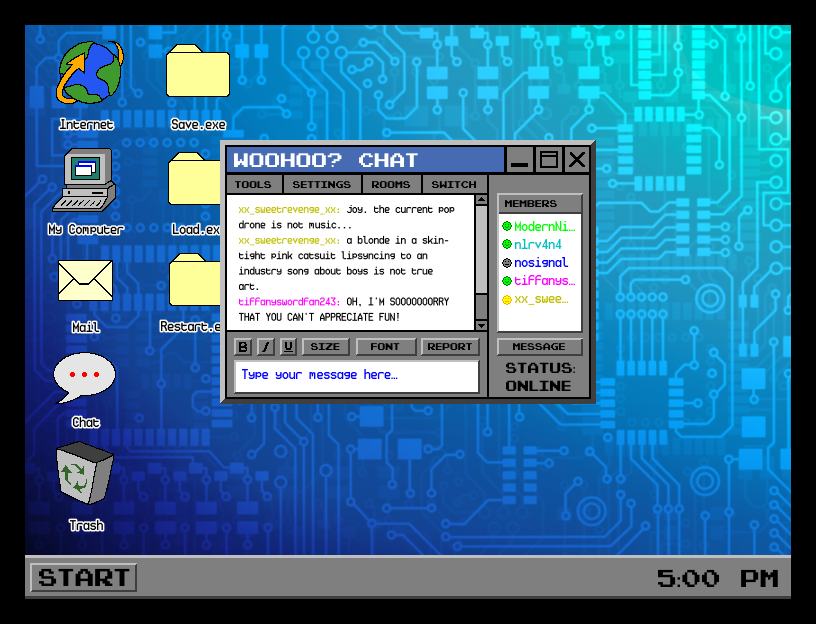 Internet
Save.exe
My Computer
Load.ex
Mail
Restart.e
Chat
Trash
WOOHOO? CHAT
TOOLS SETTINGS ROOMS SWITCH
xx_sweetrevenge_xx: joy. the current pop
drone is not music...
xx_sweetrevenge_xx: a blonde in a skin-
tight pink catsuit lipsyncing to an
industry song about boys is not true
art.
tiffanyswordfan243: OH, I'M SOOOOOOORRY
THAT YOU CAN'T APPRECIATE FUN!
MEMBERS
ModernNi...
n1rv4n4
nosignal
tiffanys...
xx_swee...
B I U SIZE FONT REPORT
MESSAGE
Type your message here...
STATUS:
ONLINE
START
5:00 PM